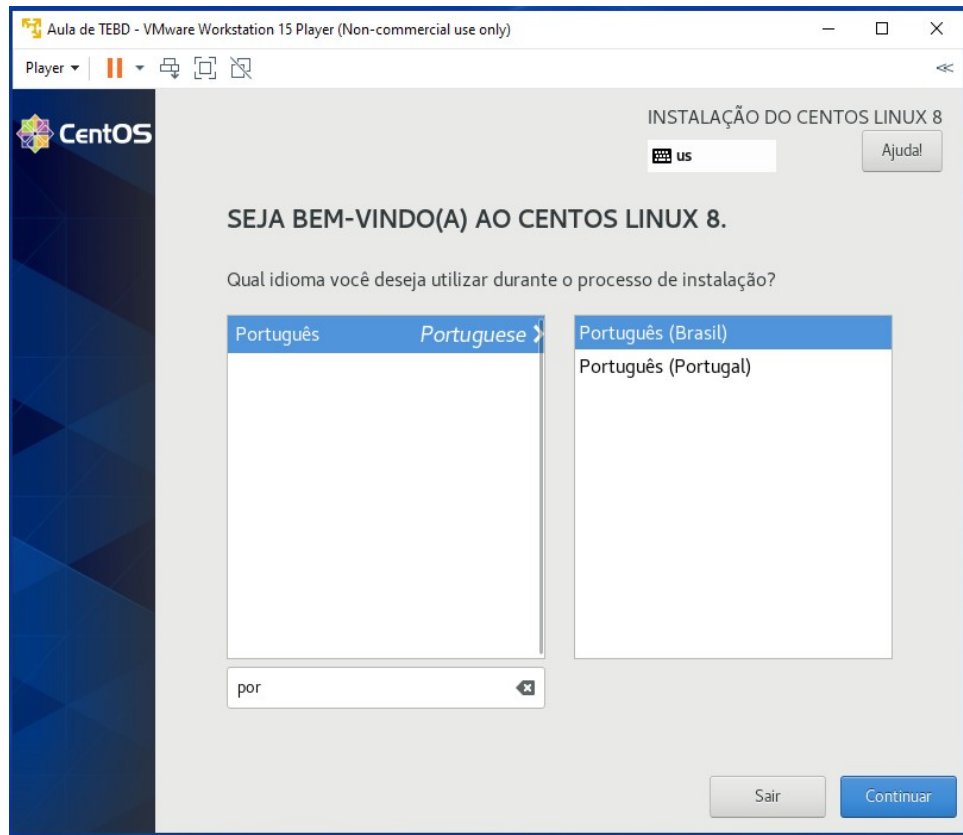 Aula de TEBD - VMware Workstation 15 Player (Non-commercial use only)
Player
CentOS
INSTALAÇÃO DO CENTOS LINUX 8
us
Ajuda!
SEJA BEM-VINDO(A) AO CENTOS LINUX 8.
Qual idioma você deseja utilizar durante o processo de instalação?
Português Portuguese
Português (Brasil)
Português (Portugal)
por
Sair
Continuar